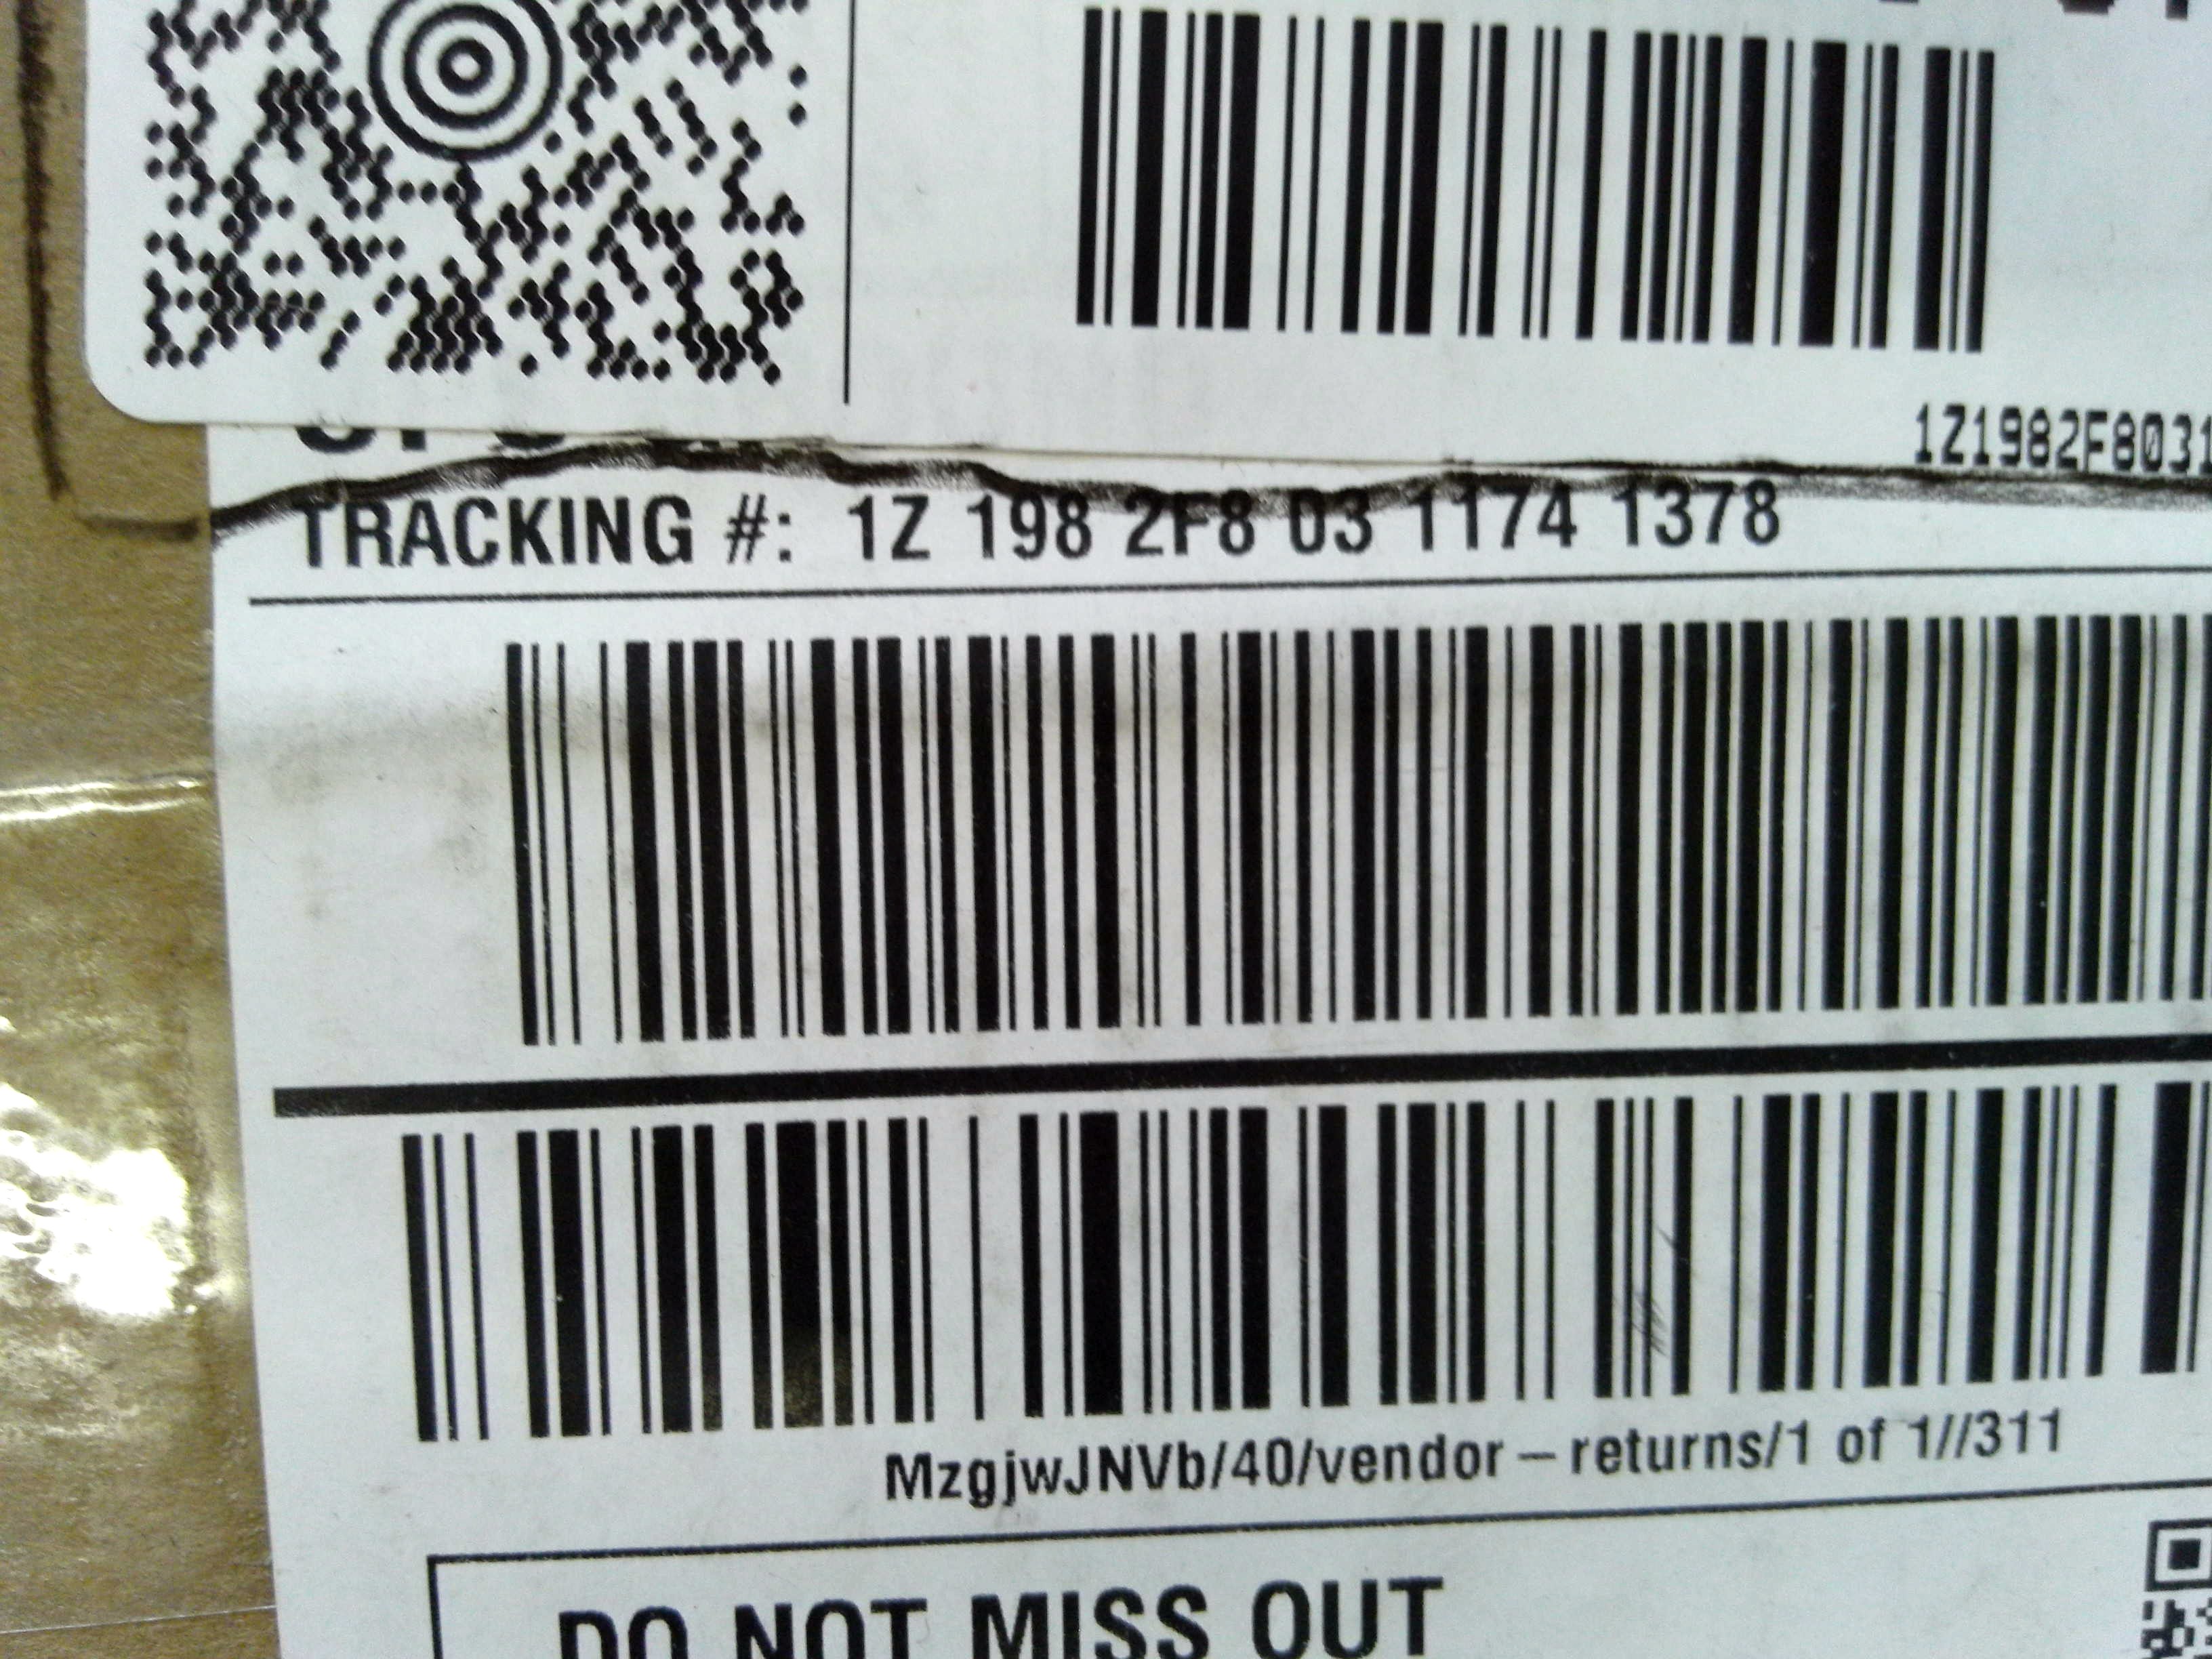 1Z1982F8031
TRACKING #: 1Z 198 2F8 03 1174 1378
MzgjwJNVb/40/vendor – returns/1 of 1//311
DO NOT MISS OUT